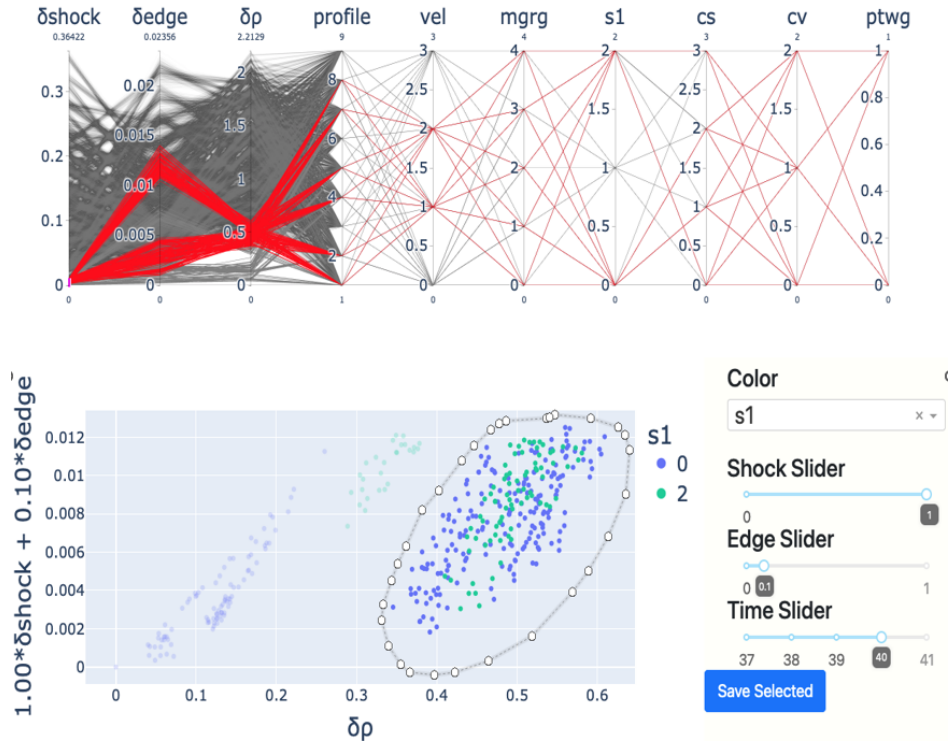 δshock δedge δρ profile vel mgrg s1 cs cv ptwg
0.36422 0.02356 2.2129 9 3 4 2 3 2 1
0.3 0.02 2 8 2.5 3 1.5 2.5 1.5 0.8
0.2 0.015 1.5 6 2 2 1 2 1 0.6
0.1 0.01 1 4 1.5 1 0.5 1.5 0.5 0.4
0 0.005 0.5 2 1 0 0 1 0 0.2
0 0 0.5 0.5 0
0 0
0 0 0 1 0 0 0 0 0 0
Color
s1 ×
Shock Slider
0 1
Edge Slider
0 0.1 1
Time Slider
37 38 39 40 41
Save Selected
1.00*δshock + 0.10*δedge
0.012
0.01
0.008
0.006
0.004
0.002
0
0 0.1 0.2 0.3 0.4 0.5 0.6
δρ
s1
0
2